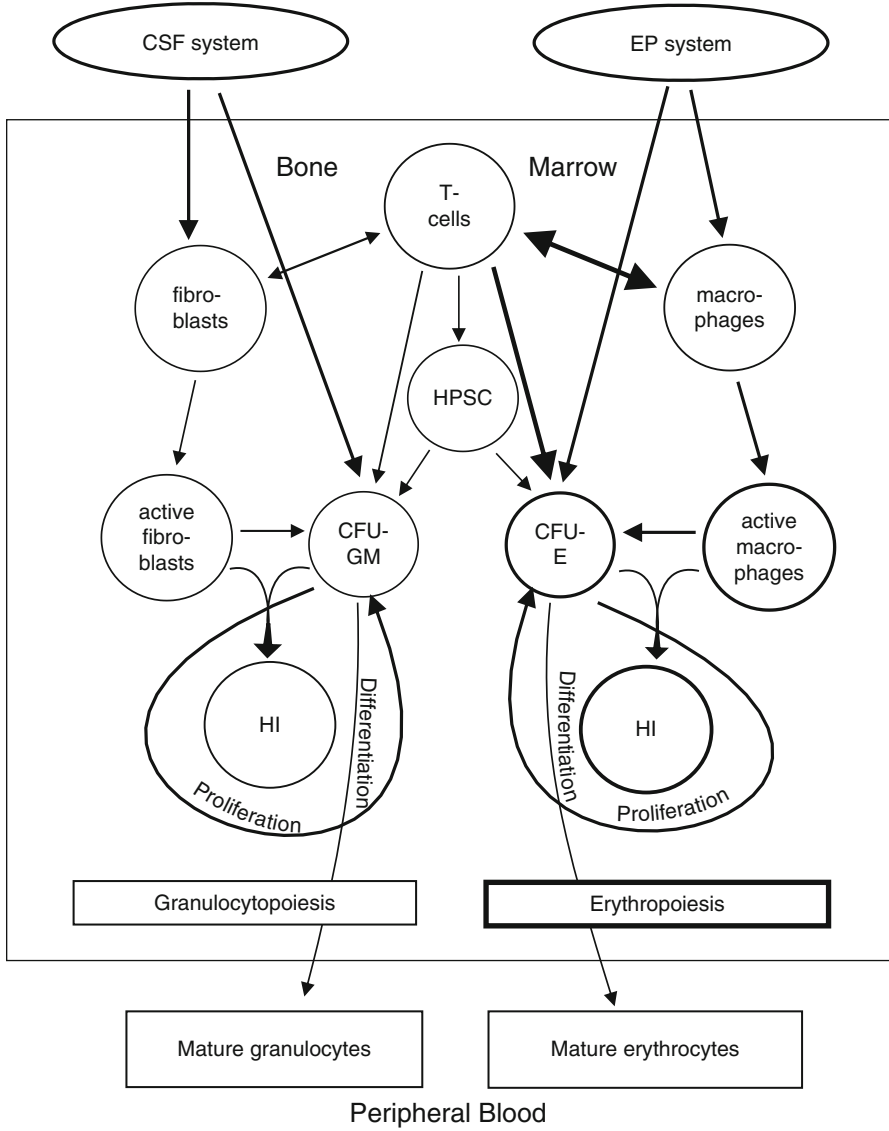 CSF system
EP system
Bone
Marrow
T-
cells
fibro-
blasts
macro-
phages
HPSC
active
fibro-
blasts
CFU-
GM
CFU-
E
active
macro-
phages
HI
Differentiation
Proliferation
Differentiation
HI
Proliferation
Granulocytopoiesis
Erythropoiesis
Mature granulocytes
Mature erythrocytes
Peripheral Blood